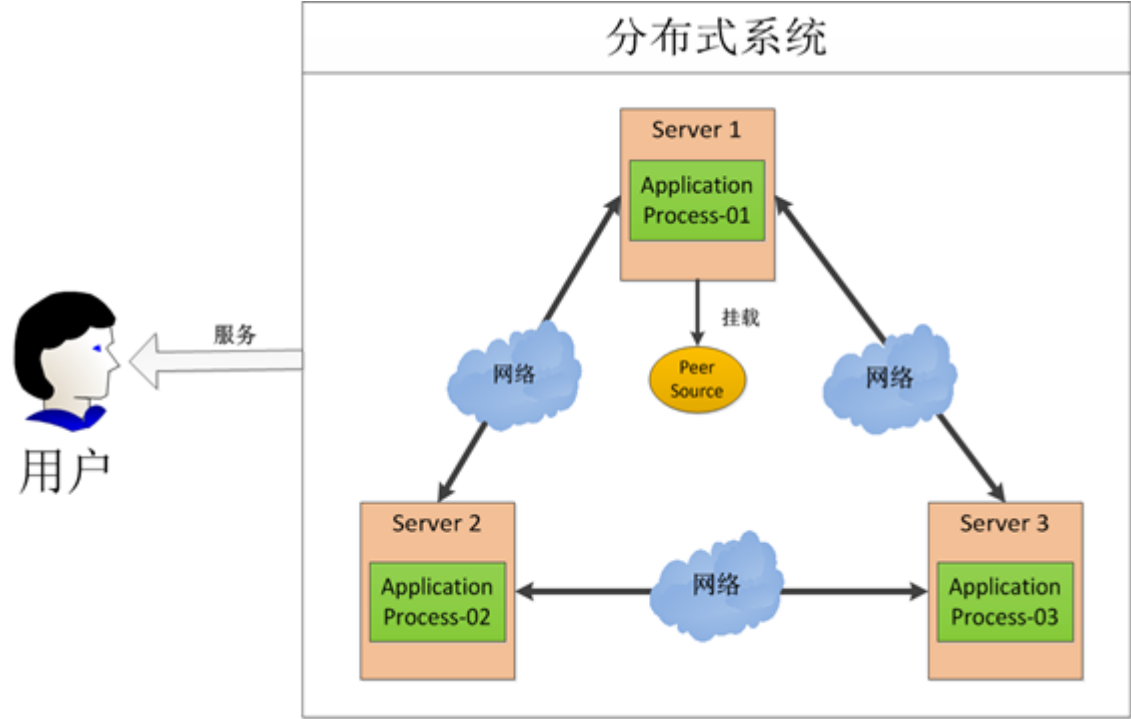 分布式系统
Server 1
Application
Process-01
挂载
Peer
Source
网络
网络
服务
用户
Server 2
Application
Process-02
网络
Server 3
Application
Process-03